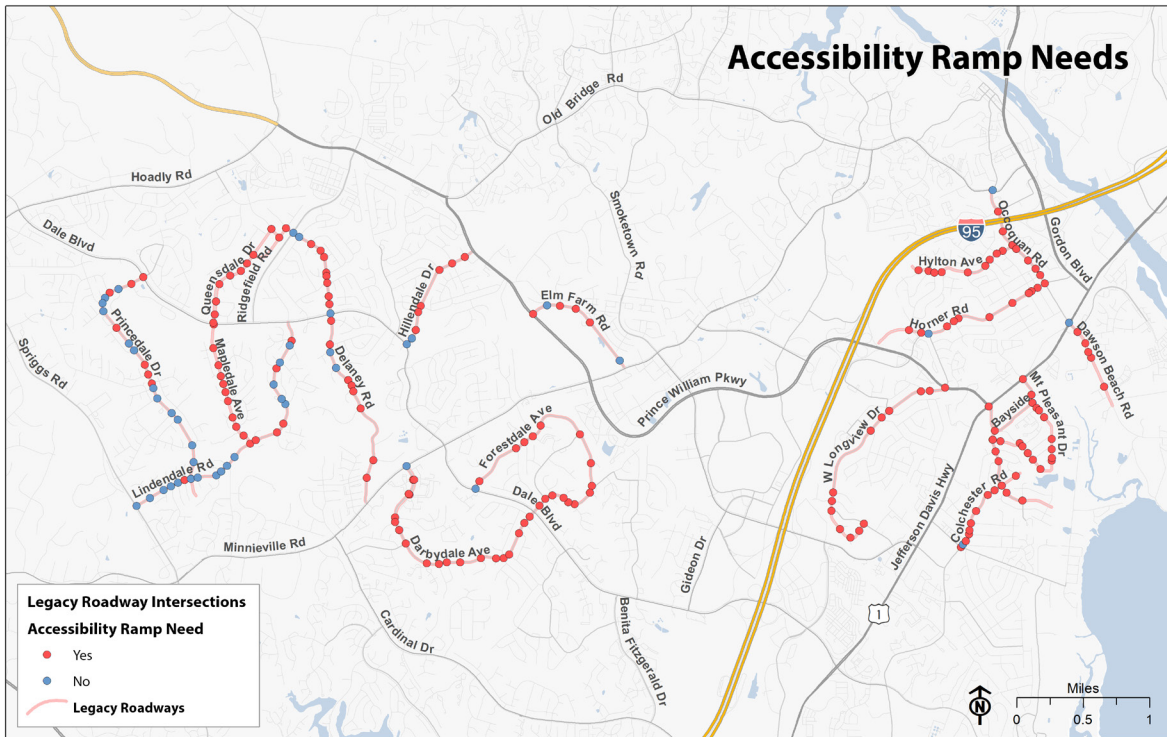 Accessibility Ramp Needs
Old Bridge Rd
Hoadly Rd
Dale Blvd
Smoketown Rd
Occoquan Rd
Gordon Blvd
95
Queensdale Dr
Ridgefield Rd
Hylton Ave
Hillendale Dr
Elm Farm Rd
Horner Rd
Princedale Dr
Spriggs Rd
Mapledale Ave
Delaney Rd
Dawson Beach Rd
Prince William Pkwy
Mt Pleasant Dr
Bayside
W Longview Dr
Forestdale Ave
Lindendale Rd
Dale Blvd
Colchester Rd
Jefferson Davis Hwy
Minnieville Rd
Darbydale Ave
Gideon Dr
Cardinal Dr
Benita Fitzgerald Dr
1
Legacy Roadway Intersections
Accessibility Ramp Need
Yes
No
Legacy Roadways
N
Miles
0 0.5 1